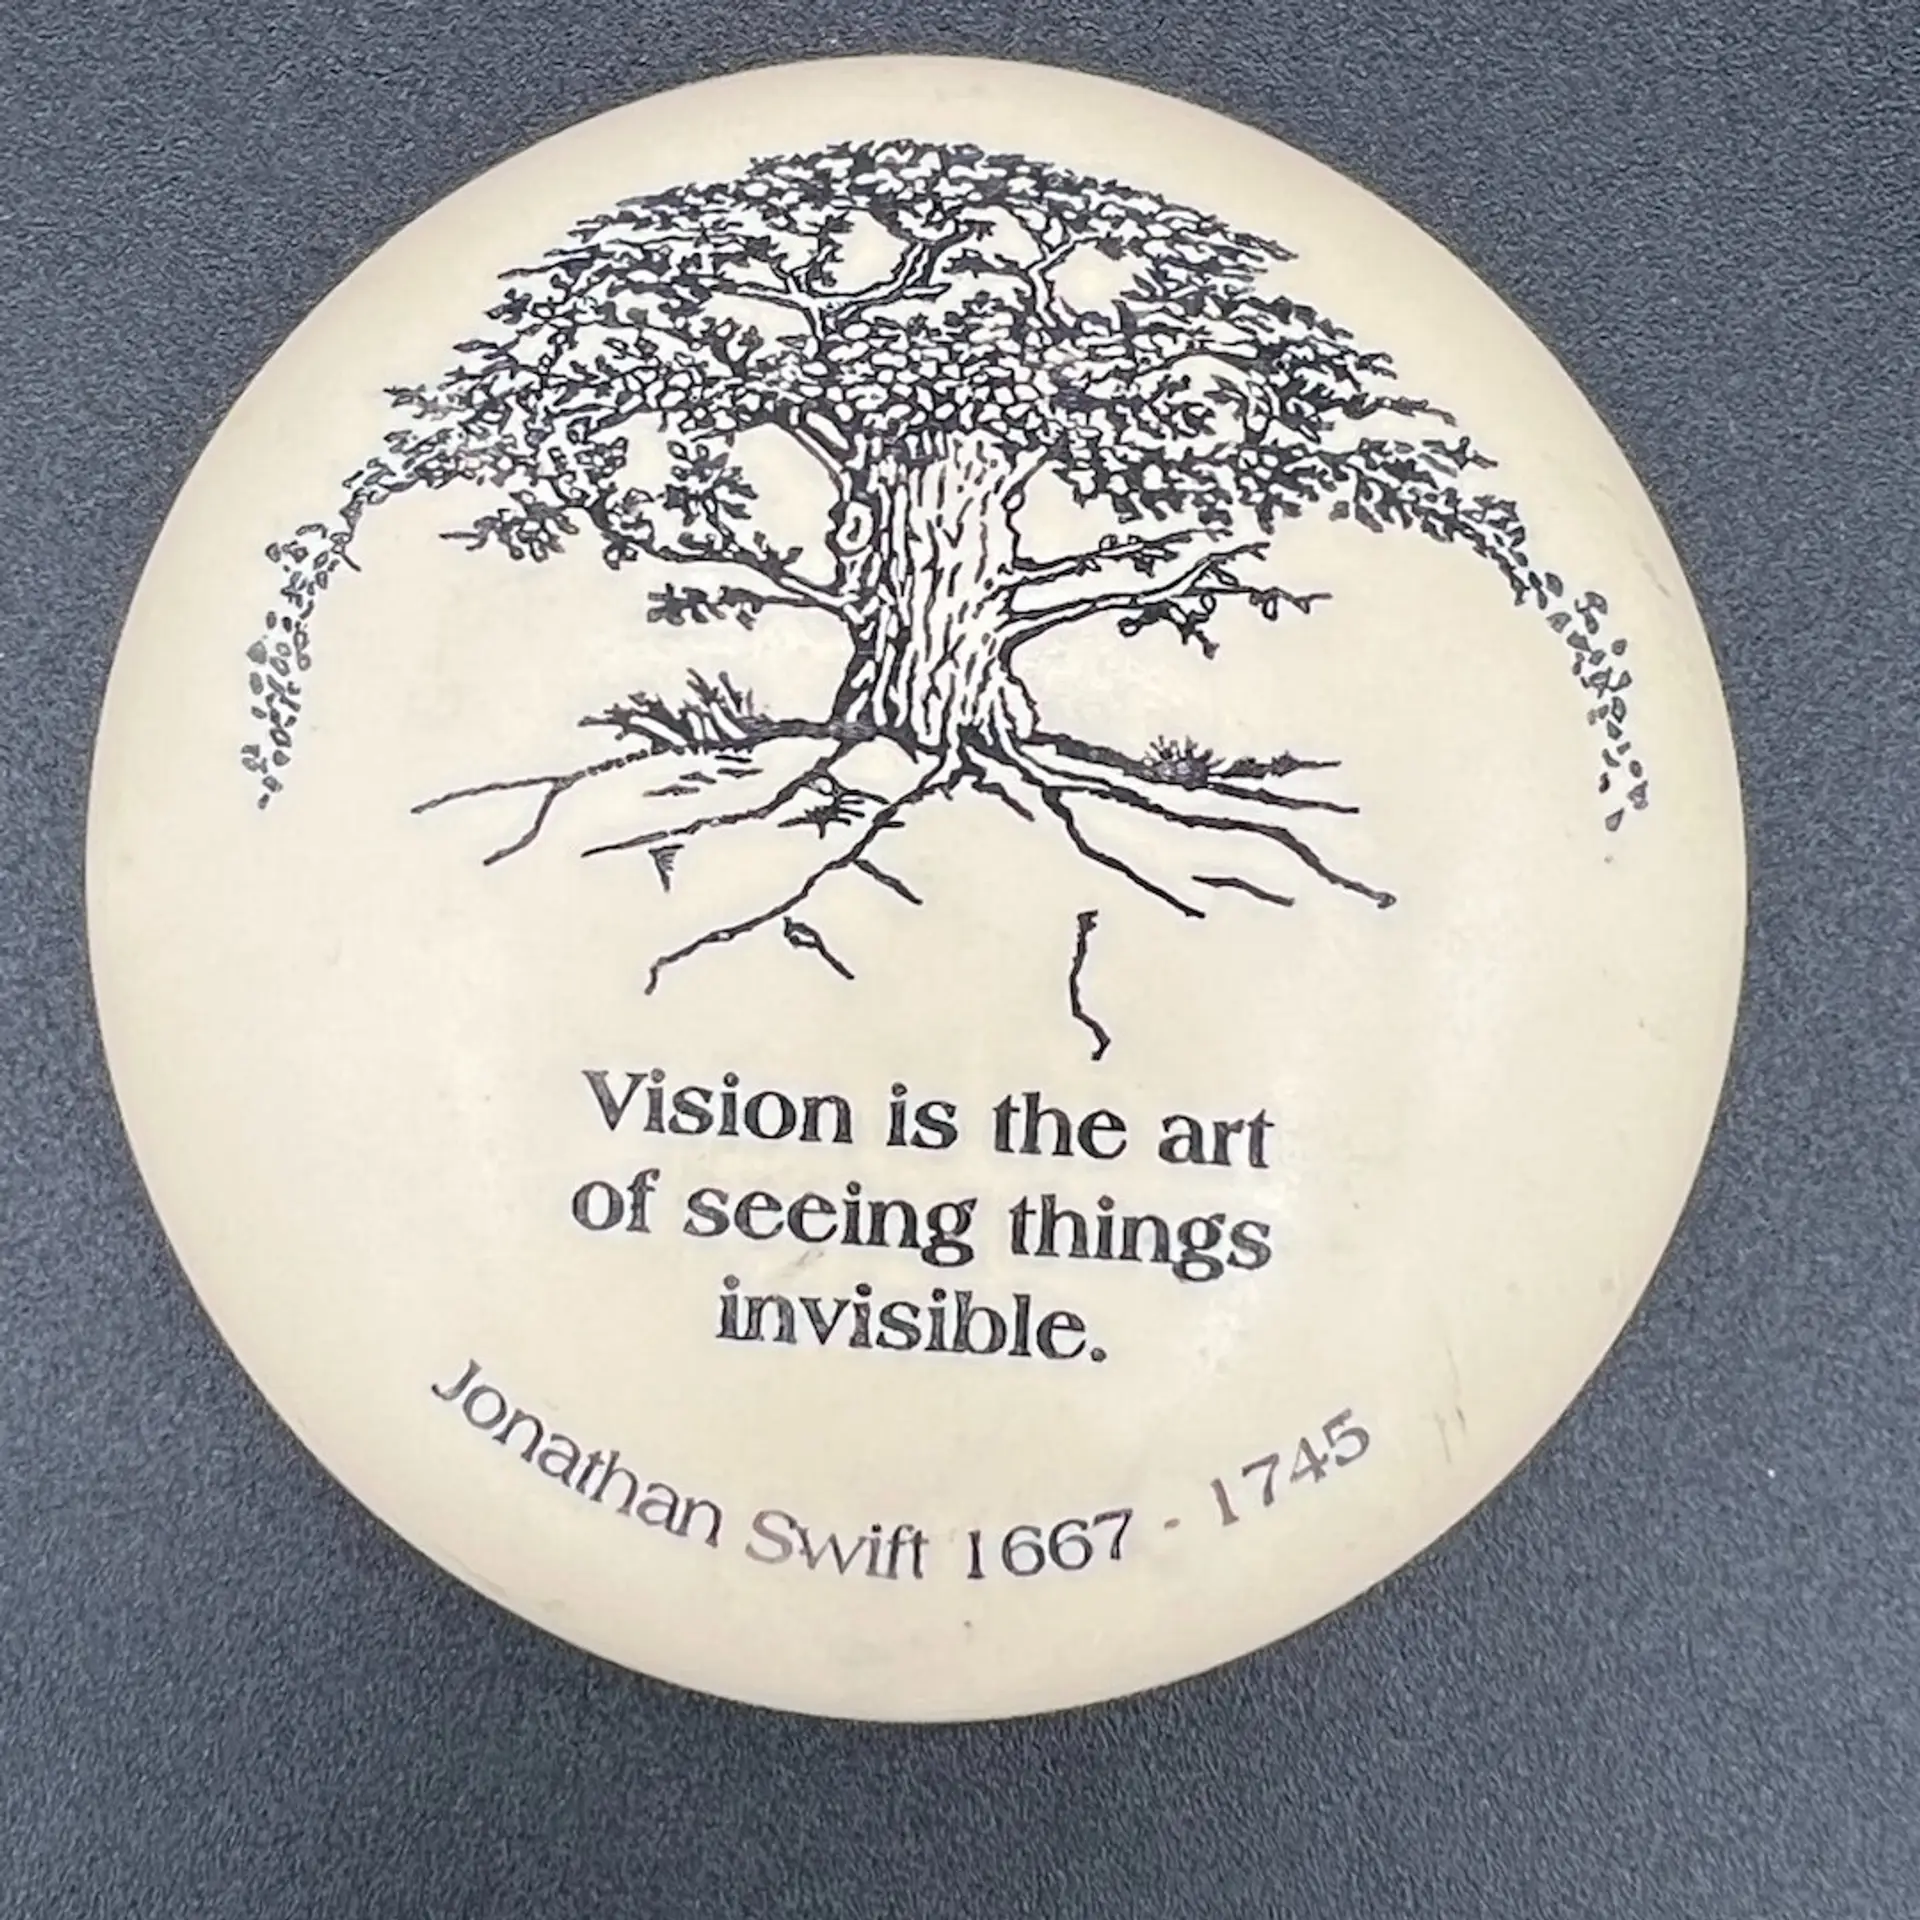 Vision is the art
of seeing things
invisible.
Jonathan Swift 1667 - 1745